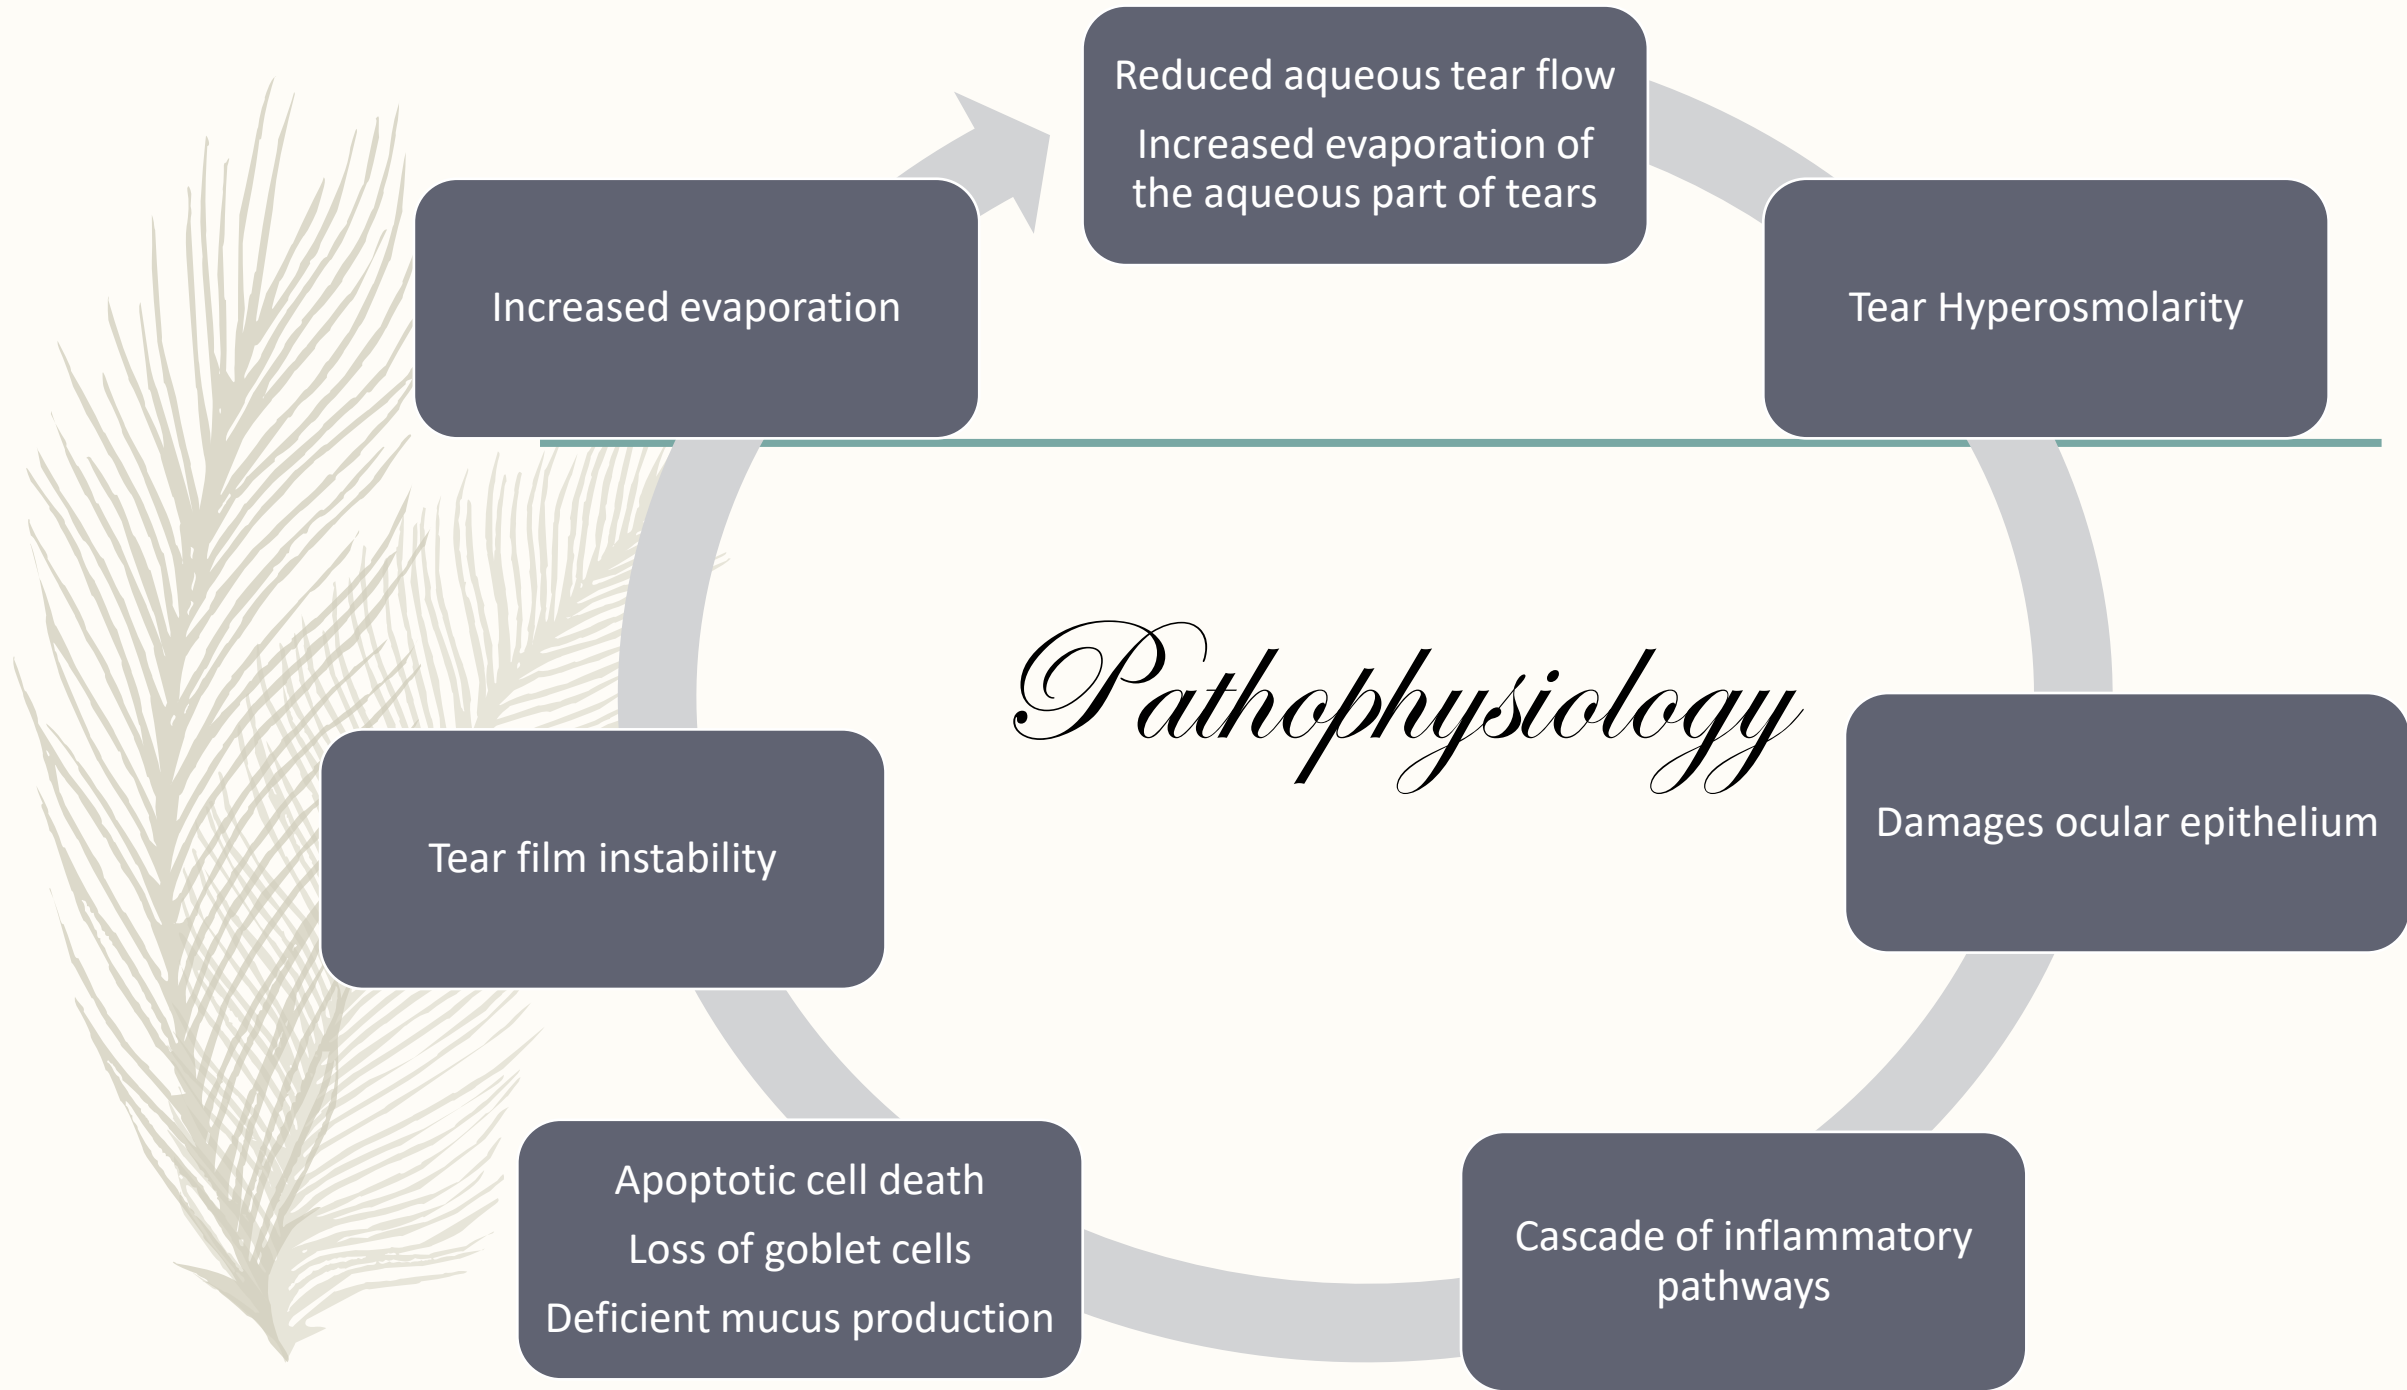 Reduced aqueous tear flow
Increased evaporation of
the aqueous part of tears
Tear Hyperosmolarity
Damages ocular epithelium
Cascade of inflammatory
pathways
Apoptotic cell death
Loss of goblet cells
Deficient mucus production
Tear film instability
Increased evaporation
Pathophysiology